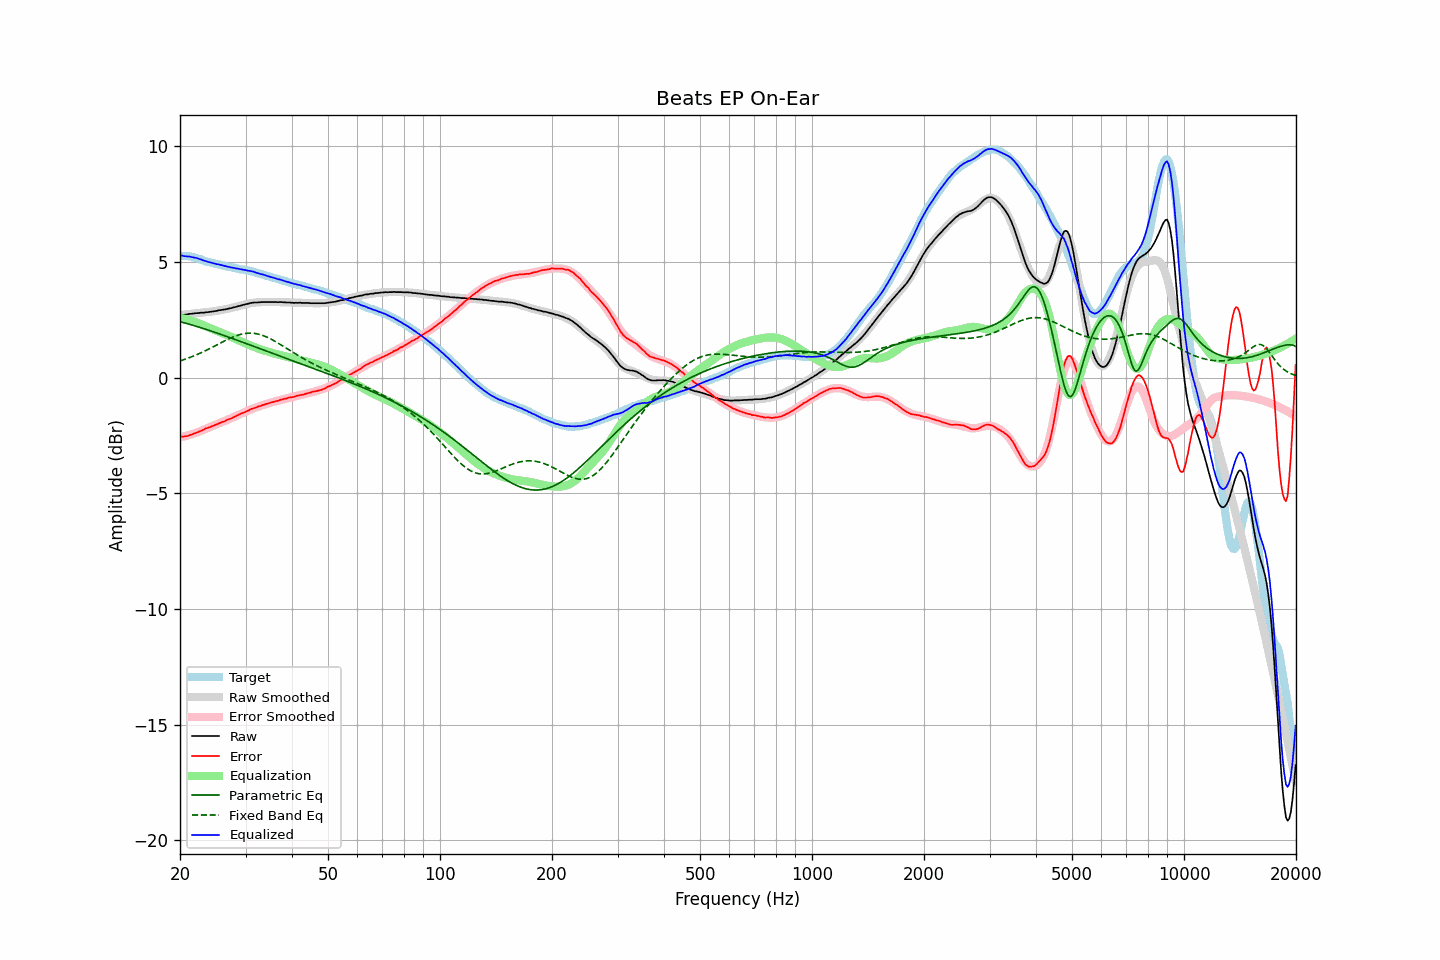 Beats EP On-Ear
10
5
0
−5
−10
−15
−20
Amplitude (dBr)
Target
Raw Smoothed
Error Smoothed
Raw
Error
Equalization
Parametric Eq
Fixed Band Eq
Equalized
20 50 100 200 500 1000 2000 5000 10000 20000
Frequency (Hz)